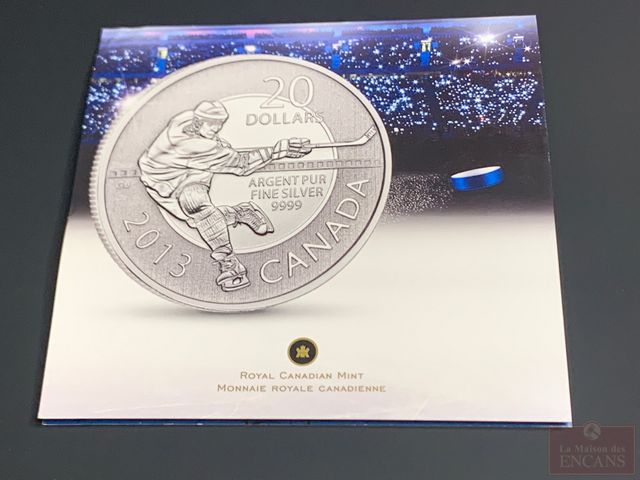 20
DOLLARS
ARGENT PUR
FINE SILVER
9999
2013 CANADA
ROYAL CANADIAN MINT
MONNAIE ROYALE CANADIENNE
La Maison des
ENCANS